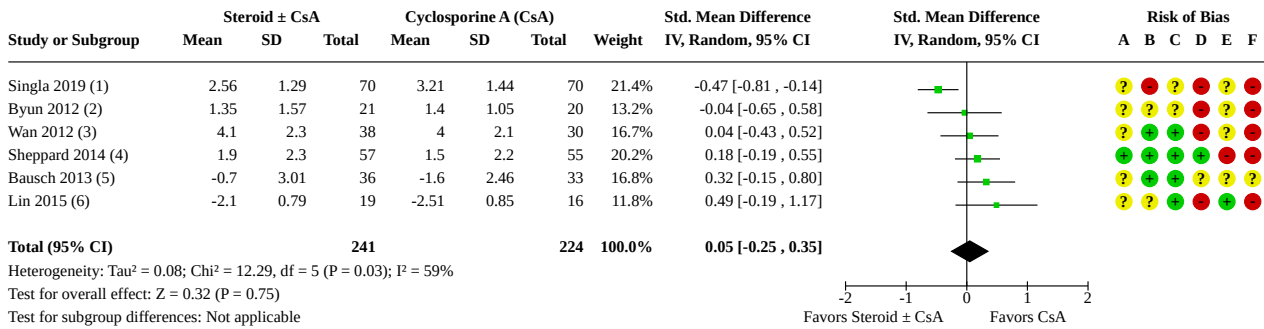 Steroid ± CsA Cyclosporine A (CsA) Std. Mean Difference Std. Mean Difference Risk of Bias
Study or Subgroup Mean SD Total Mean SD Total Weight IV, Random, 95% CI IV, Random, 95% CI A B C D E F
Singla 2019 (1) 2.56 1.29 70 3.21 1.44 70 21.4% -0.47 [-0.81 , -0.14] ? - ? - ? -
Byun 2012 (2) 1.35 1.57 21 1.4 1.05 20 13.2% -0.04 [-0.65 , 0.58] ? ? ? - ? -
Wan 2012 (3) 4.1 2.3 38 4 2.1 30 16.7% 0.04 [-0.43 , 0.52] ? + + - ? -
Sheppard 2014 (4) 1.9 2.3 57 1.5 2.2 55 20.2% 0.18 [-0.19 , 0.55] + + + + - -
Bausch 2013 (5) -0.7 3.01 36 -1.6 2.46 33 16.8% 0.32 [-0.15 , 0.80] ? + + ? ? ?
Lin 2015 (6) -2.1 0.79 19 -2.51 0.85 16 11.8% 0.49 [-0.19 , 1.17] ? ? + - + -
Total (95% CI) 241 224 100.0% 0.05 [-0.25 , 0.35]
Heterogeneity: Tau² = 0.08; Chi² = 12.29, df = 5 (P = 0.03); I² = 59%
Test for overall effect: Z = 0.32 (P = 0.75)
Test for subgroup differences: Not applicable
-2 -1 0 1 2
Favors Steroid ± CsA Favors CsA